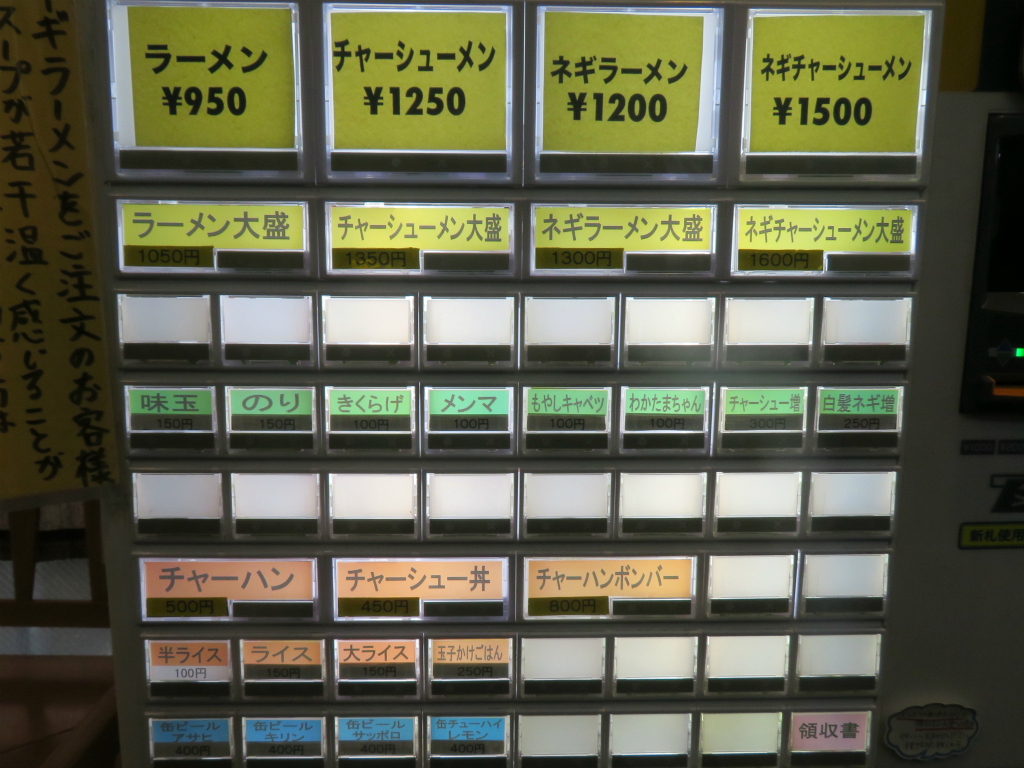 ラーメン
¥950
チャーシューメン
¥1250
ネギラーメン
¥1200
ネギチャーシューメン
¥1500
ラーメン大盛
1050円
チャーシューメン大盛
1350円
ネギラーメン大盛
1300円
ネギチャーシューメン大盛
1600円
味玉
150円
のり
150円
きくらげ
100円
メンマ
100円
もやしキャベツ
100円
わかたまちゃん
100円
チャーシュー増
300円
白髪ネギ増
250円
チャーハン
500円
チャーシュー丼
450円
チャーハンボンバー
800円
半ライス
100円
ライス
150円
大ライス
150円
玉子かけごはん
250円
缶ビール
アサヒ
400円
缶ビール
キリン
400円
缶ビール
サッポロ
400円
缶チューハイ
レモン
400円
領収書
ギラーメンをご注文のお客様
スープが若干温く感じることが
新札使用